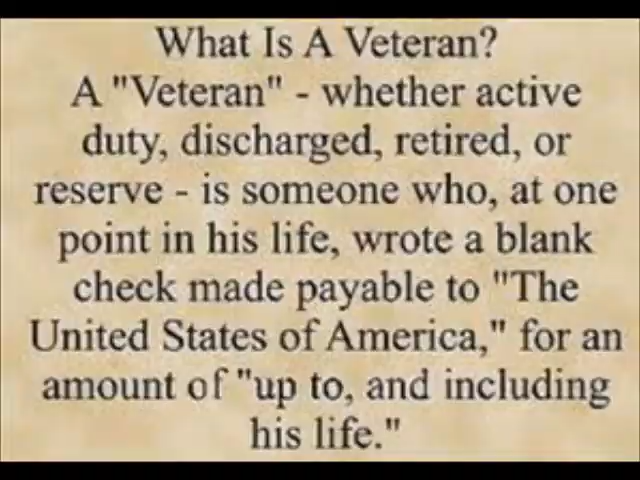 What Is A Veteran?
A "Veteran" - whether active
duty, discharged, retired, or
reserve - is someone who, at one
point in his life, wrote a blank
check made payable to "The
United States of America," for an
amount of "up to, and including
his life."